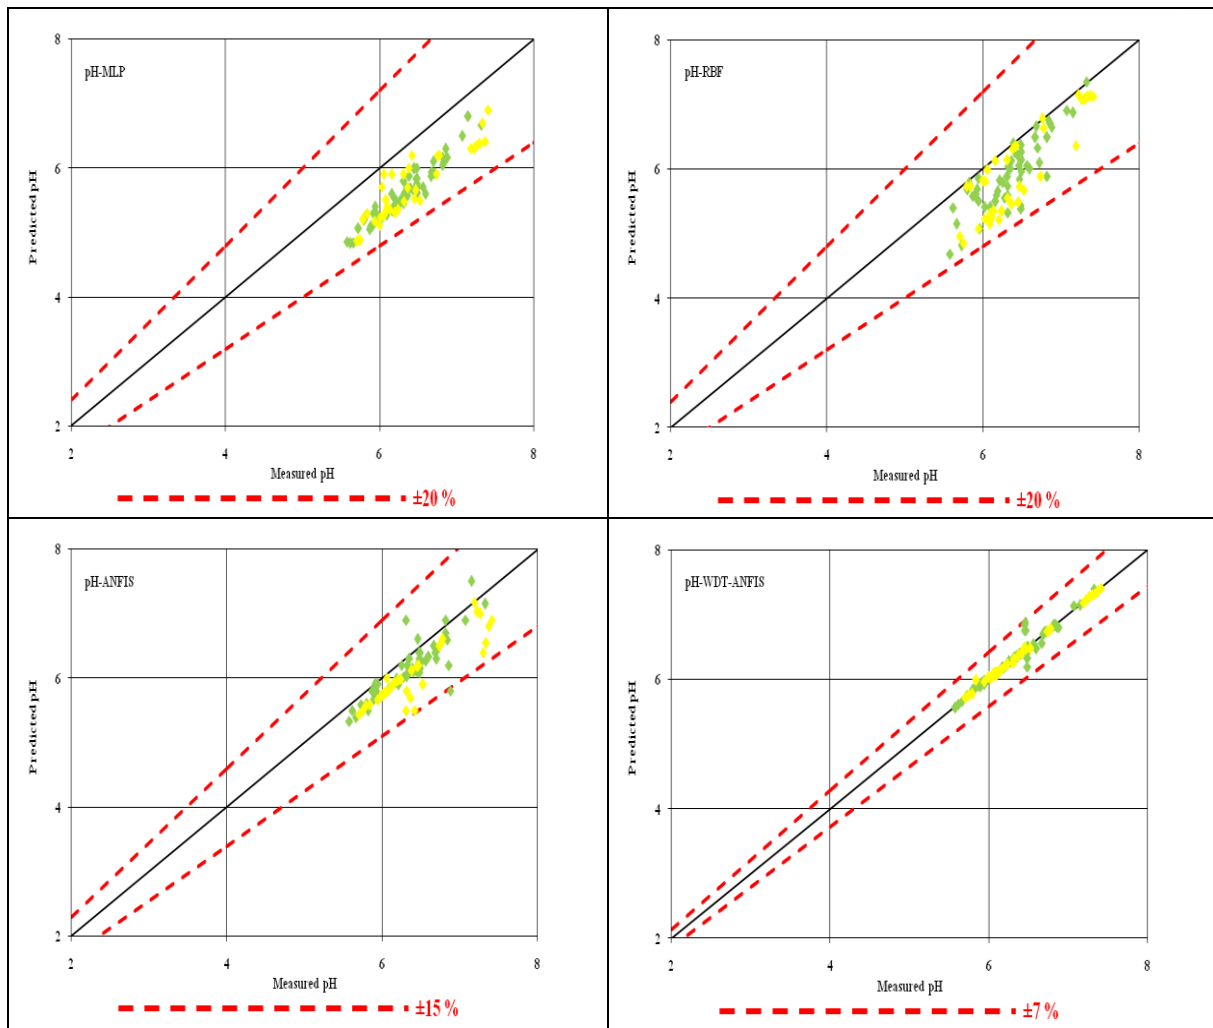 8
pH-MLP
6
Predicted pH
4
2
2 4 6 8
Measured pH
±20 %
8
pH-RBF
6
Predicted pH
4
2
2 4 6 8
Measured pH
±20 %
8
pH-ANFIS
6
Predicted pH
4
2
2 4 6 8
Measured pH
±15 %
8
pH-WDT-ANFIS
6
Predicted pH
4
2
2 4 6 8
Measured pH
±7 %